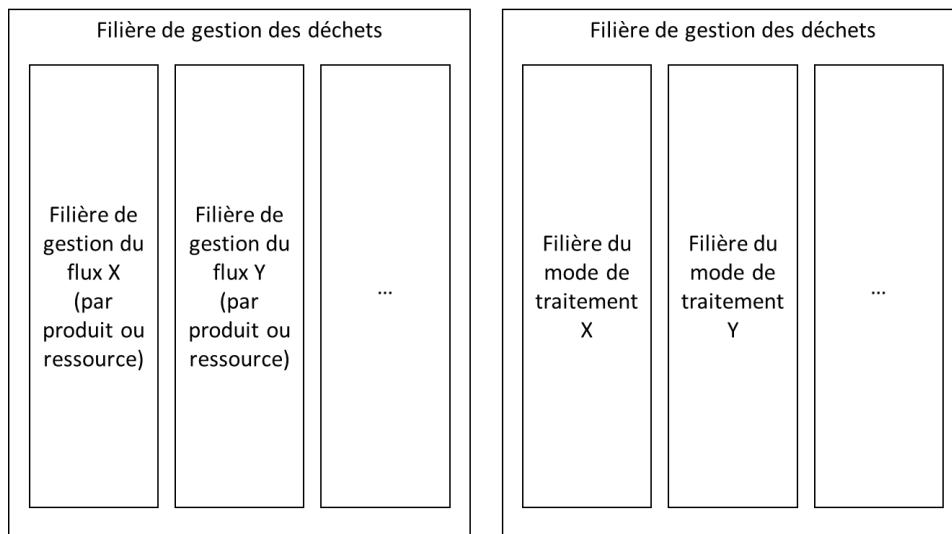 Filière de gestion des déchets
Filière de
gestion du
flux X
(par
produit ou
ressource)
Filière de
gestion du
flux Y
(par
produit ou
ressource)
...
Filière de gestion des déchets
Filière du
mode de
traitement
X
Filière du
mode de
traitement
Y
...